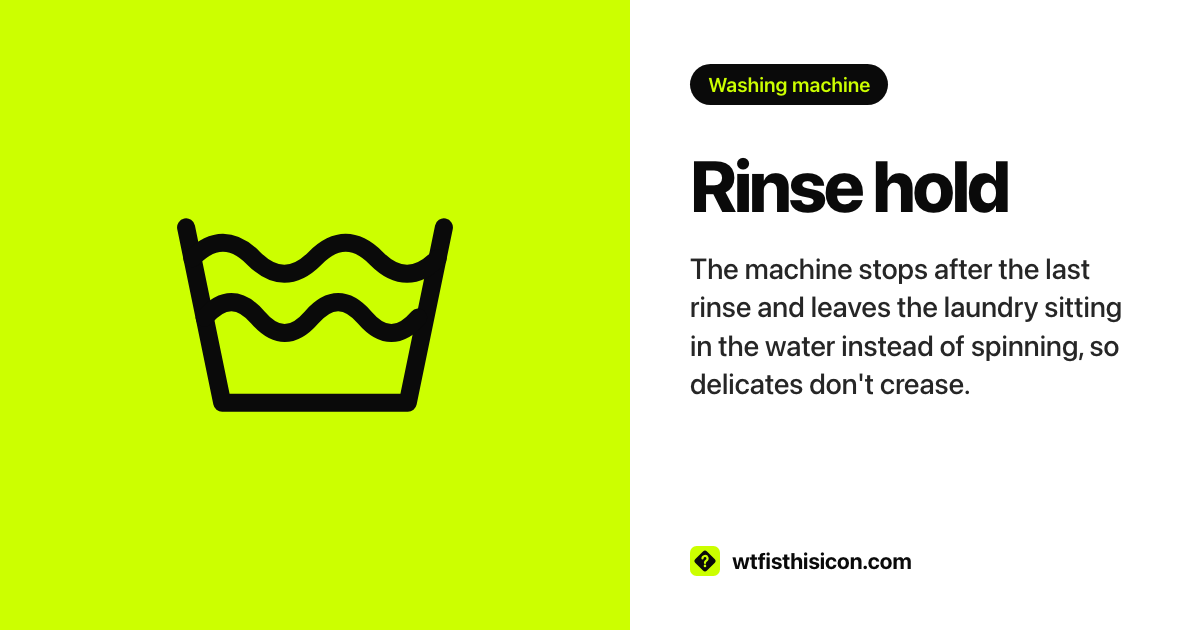 Washing machine
Rinse hold
The machine stops after the last
rinse and leaves the laundry sitting
in the water instead of spinning, so
delicates don't crease.
?
wtfisthisicon.com